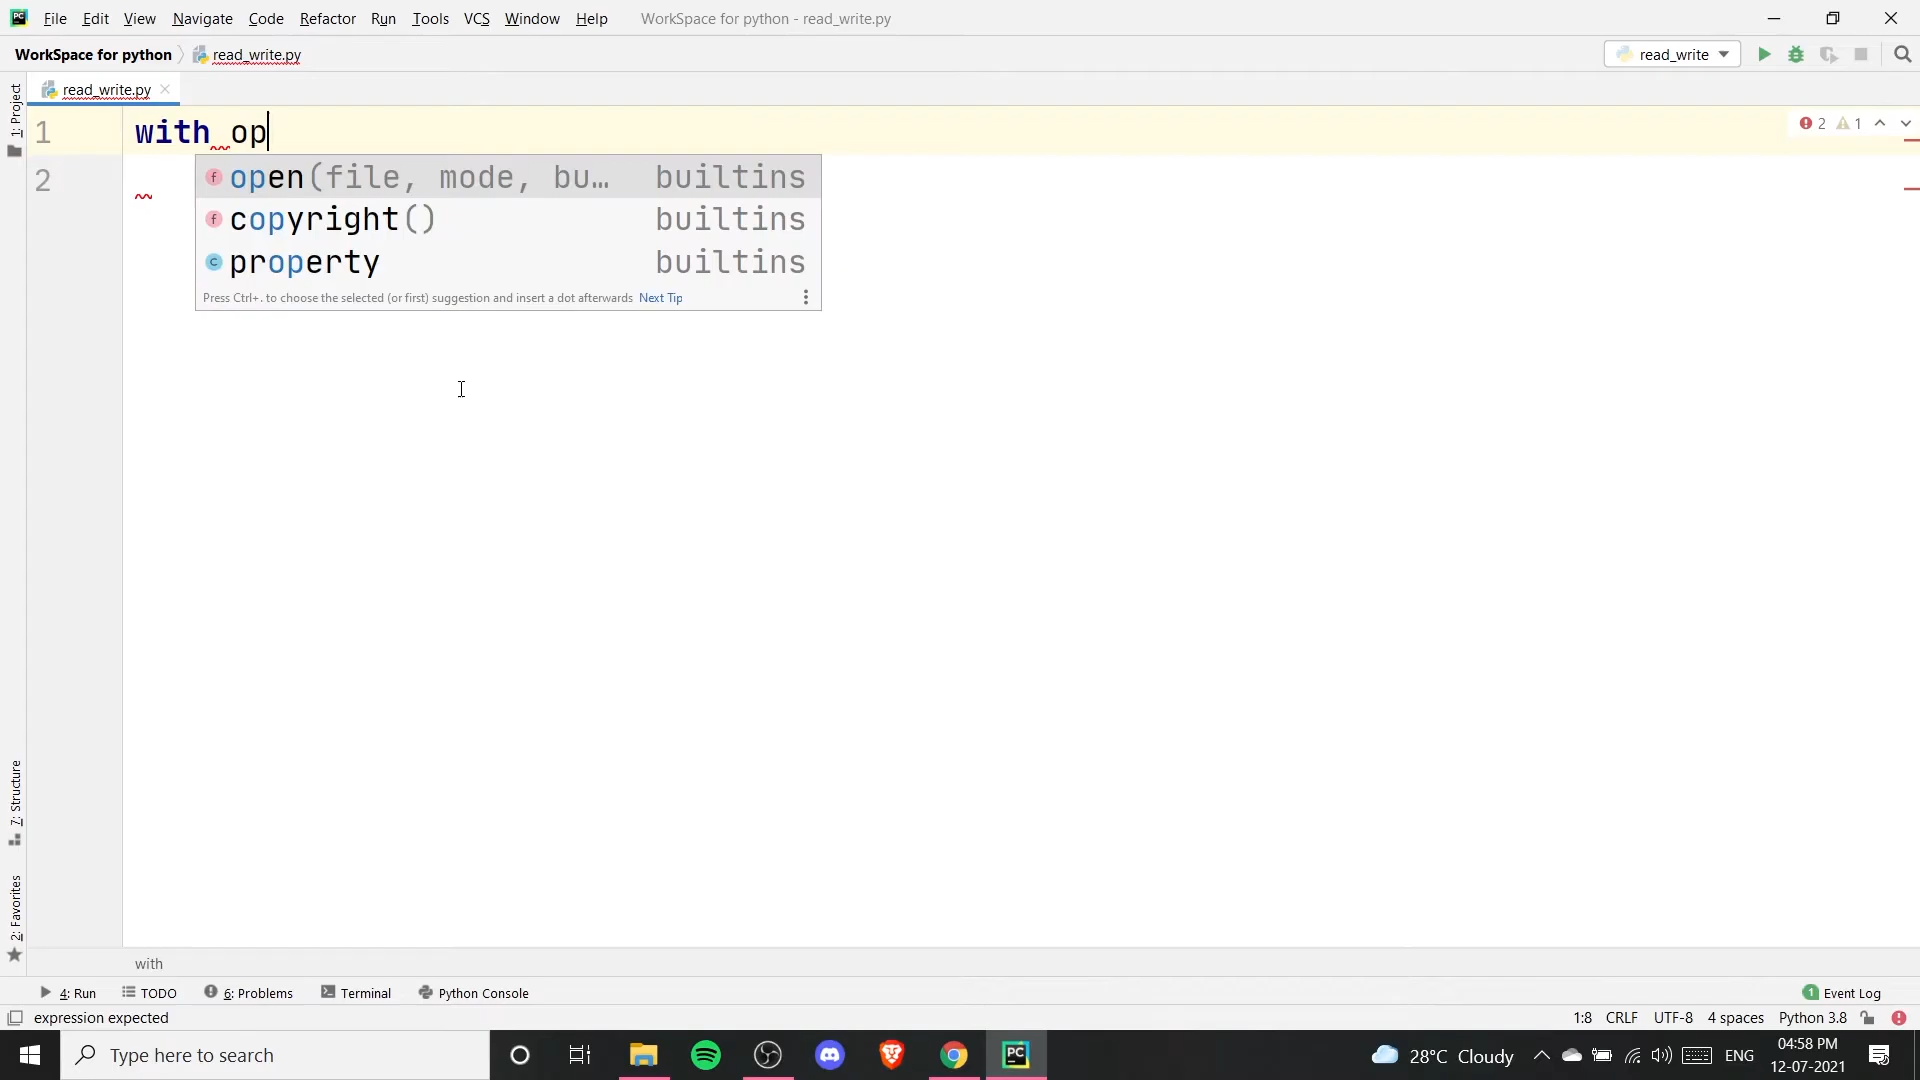 File Edit View Navigate Code Refactor Run Tools VCS Window Help WorkSpace for python - read_write.py
WorkSpace for python read_write.py read_write
read_write.py
1: Project
1 with op
2 1
2
open(file, mode, bu… builtins
copyright() builtins
property builtins
Press Ctrl+. to choose the selected (or first) suggestion and insert a dot afterwards Next Tip
7: Structure
2: Favorites
with
4: Run TODO 6: Problems Terminal Python Console 1 Event Log
expression expected 1:8 CRLF UTF-8 4 spaces Python 3.8
Type here to search 28°C Cloudy ENG 04:58 PM
12-07-2021